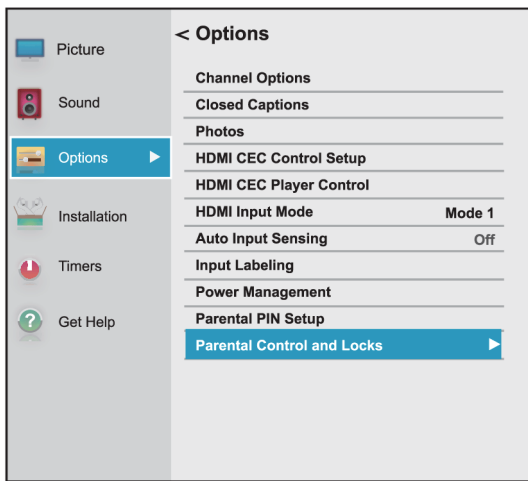 Picture
Sound
Options
Installation
Timers
Get Help
< Options
Channel Options
Closed Captions
Photos
HDMI CEC Control Setup
HDMI CEC Player Control
HDMI Input Mode Mode 1
Auto Input Sensing Off
Input Labeling
Power Management
Parental PIN Setup
Parental Control and Locks